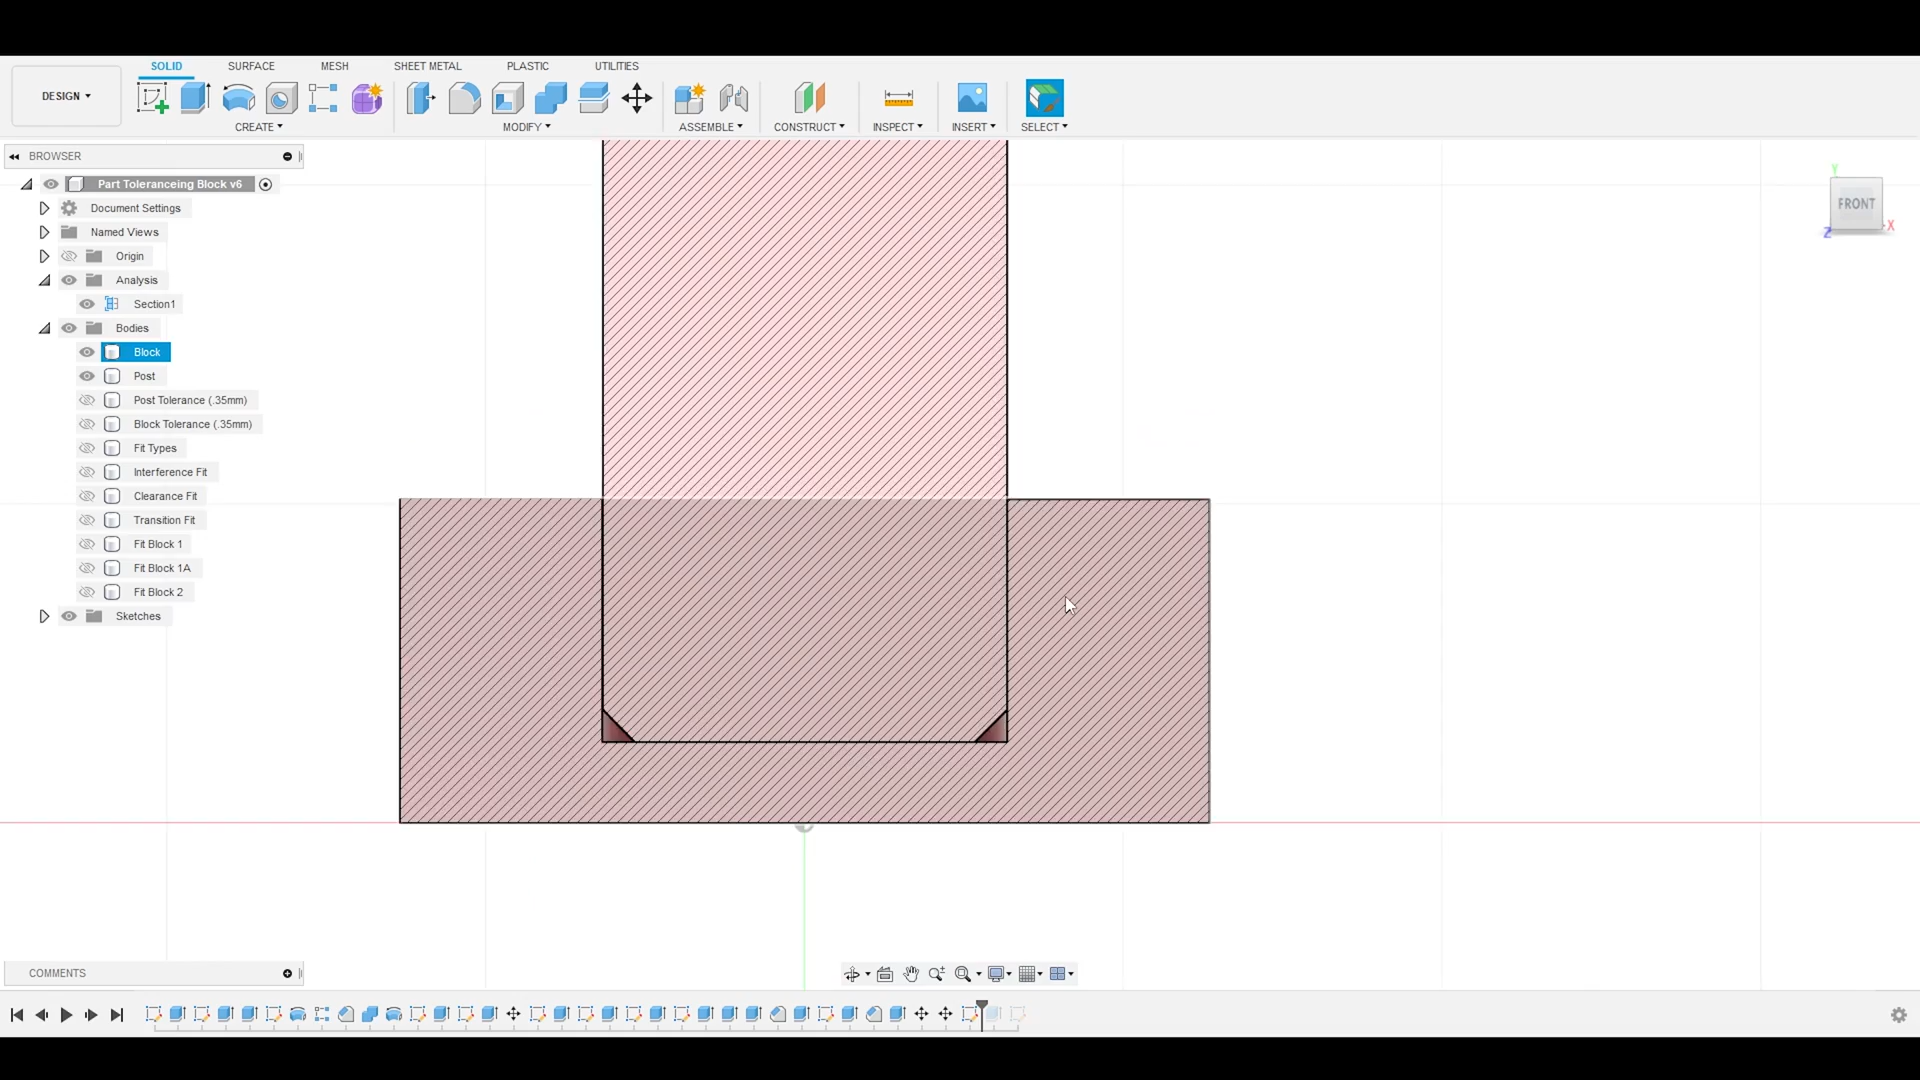 SOLID SURFACE MESH SHEET METAL PLASTIC UTILITIES
DESIGN
CREATE MODIFY ASSEMBLE CONSTRUCT INSPECT INSERT SELECT
BROWSER
Part Toleranceing Block v6
Document Settings
Named Views
Origin
Analysis
Section1
Bodies
Block
Post
Post Tolerance (.35mm)
Block Tolerance (.35mm)
Fit Types
Interference Fit
Clearance Fit
Transition Fit
Fit Block 1
Fit Block 1A
Fit Block 2
Sketches
Y
FRONT
X
Z
COMMENTS